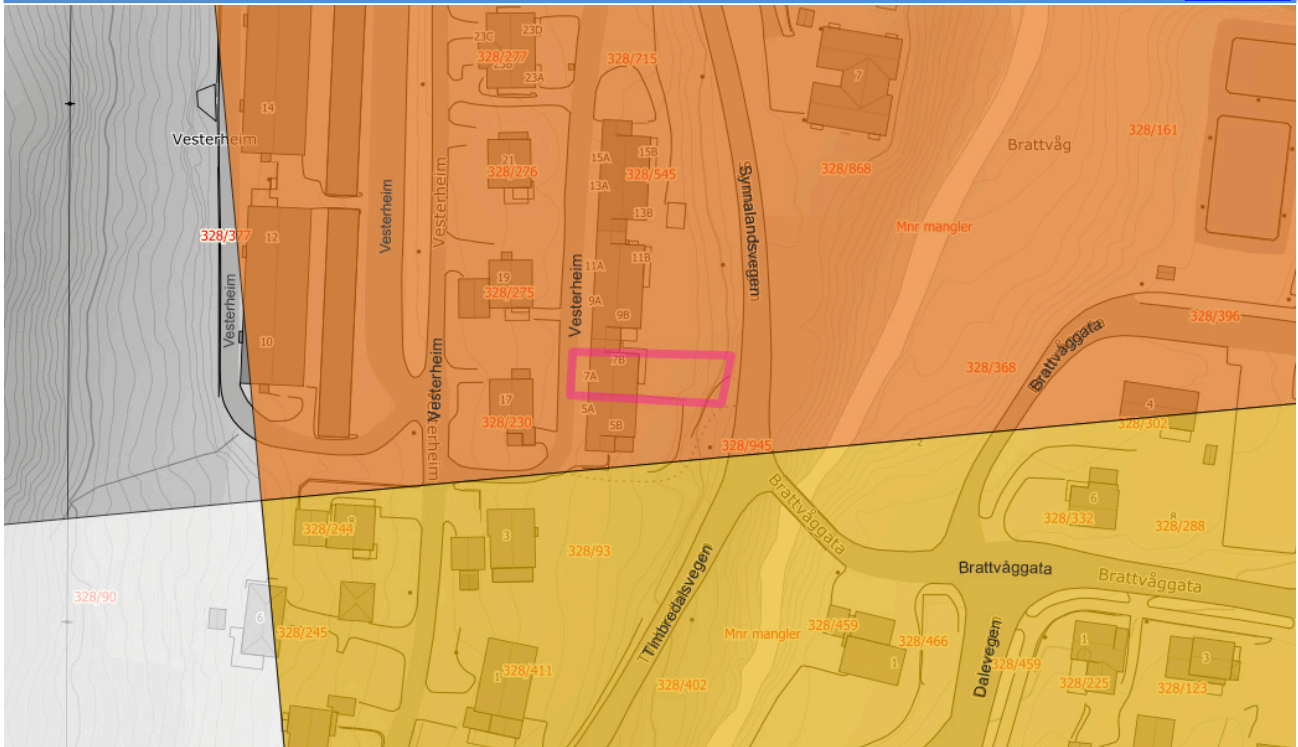 23C
23D
328/277
23B
23A
328/715
7
14
Vesterheim
328/161
Brattvåg
21
328/276
15A
15B
328/545
13A
13B
328/868
Synnalandsvegen
Vesterheim
Vesterheim
Mnr mangler
328/377
12
11A
11B
19
328/275
9A
9B
Vesterheim
Vesterheim
328/396
Brattvåggata
10
7B
7A
328/368
Vesterheim
17
328/230
5A
5B
4
328/302
328/945
2
Vesterheim
Brattvåggata
6
328/332
8
328/288
328/244
3
328/93
Brattvåggata
Brattvåggata
328/90
6
328/245
Timbredalsvegen
Mnr mangler
328/459
328/466
1
Dalevegen
328/459
1
328/225
3
328/123
1
328/411
328/402